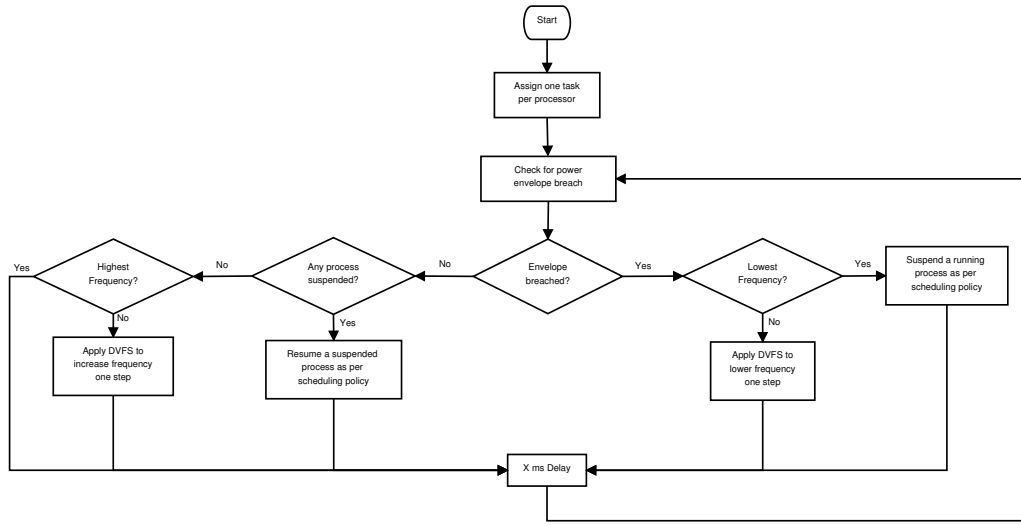 Start
Assign one task
per processor
Check for power
envelope breach
Envelope
breached?
No
Yes
Any process
suspended?
No
Yes
Highest
Frequency?
Yes
No
Lowest
Frequency?
Yes
No
Suspend a running
process as per
scheduling policy
Apply DVFS to
increase frequency
one step
Resume a suspended
process as per
scheduling policy
Apply DVFS to
lower frequency
one step
X ms Delay